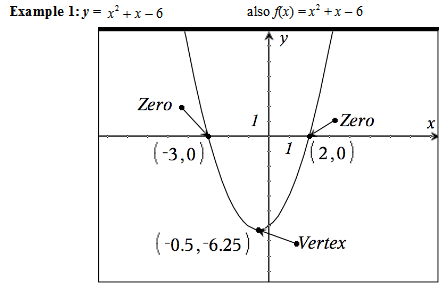 Example 1: y = x² + x − 6 also f(x) = x² + x − 6
y
Zero
1
Zero
x
(⁻3,0)
1
(2,0)
(⁻0.5,⁻6.25)
Vertex